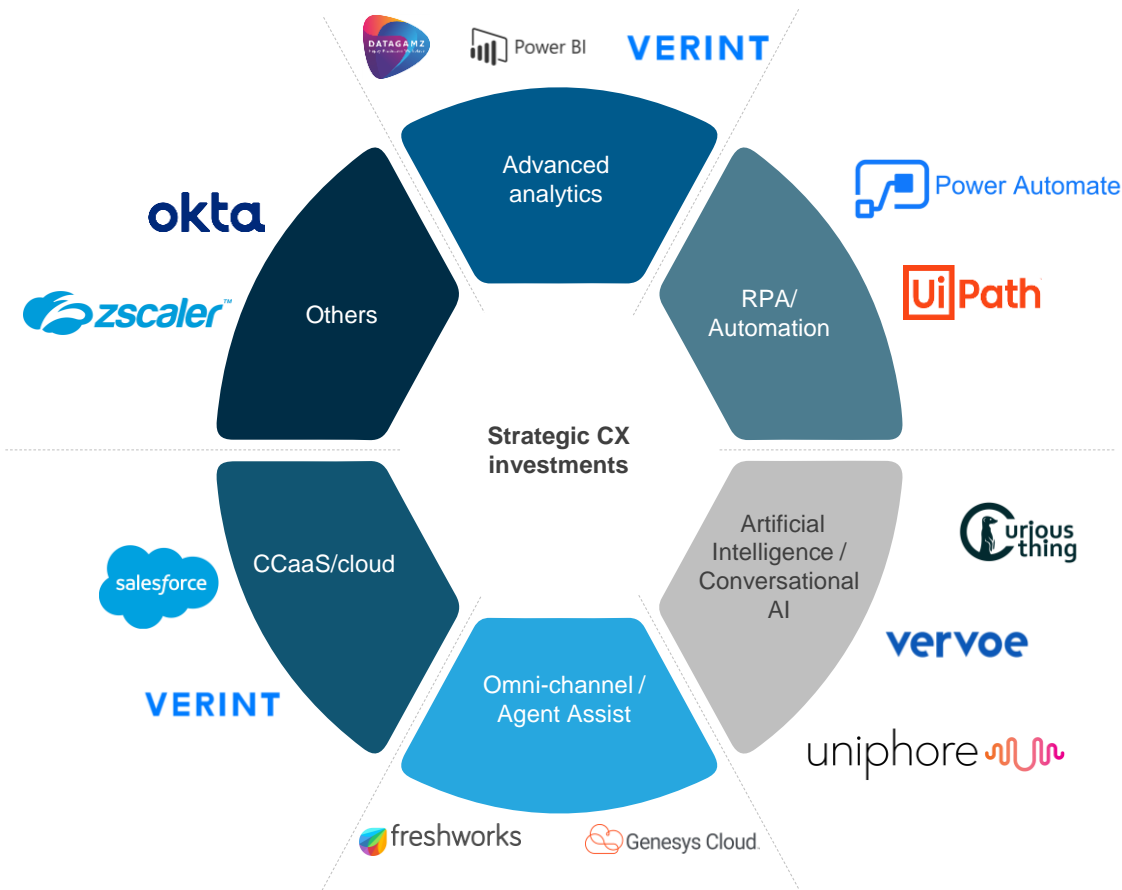 DATAGAMZ
Power BI
VERINT
Advanced
analytics
okta
Power Automate
zscaler™
Others
UiPath
RPA/
Automation
Strategic CX
investments
Artificial
Intelligence /
Conversational
AI
Curious
thing
CCaaS/cloud
salesforce
vervoe
VERINT
Omni-channel /
Agent Assist
uniphore
freshworks
Genesys Cloud